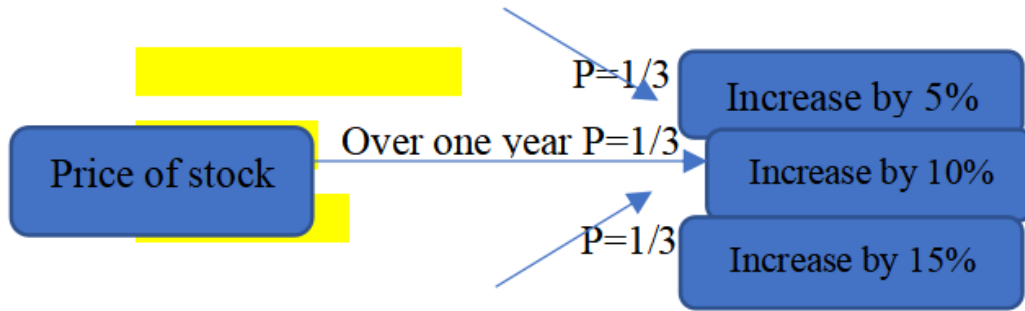 P=1/3
Increase by 5%
Price of stock
Over one year P=1/3
Increase by 10%
P=1/3
Increase by 15%